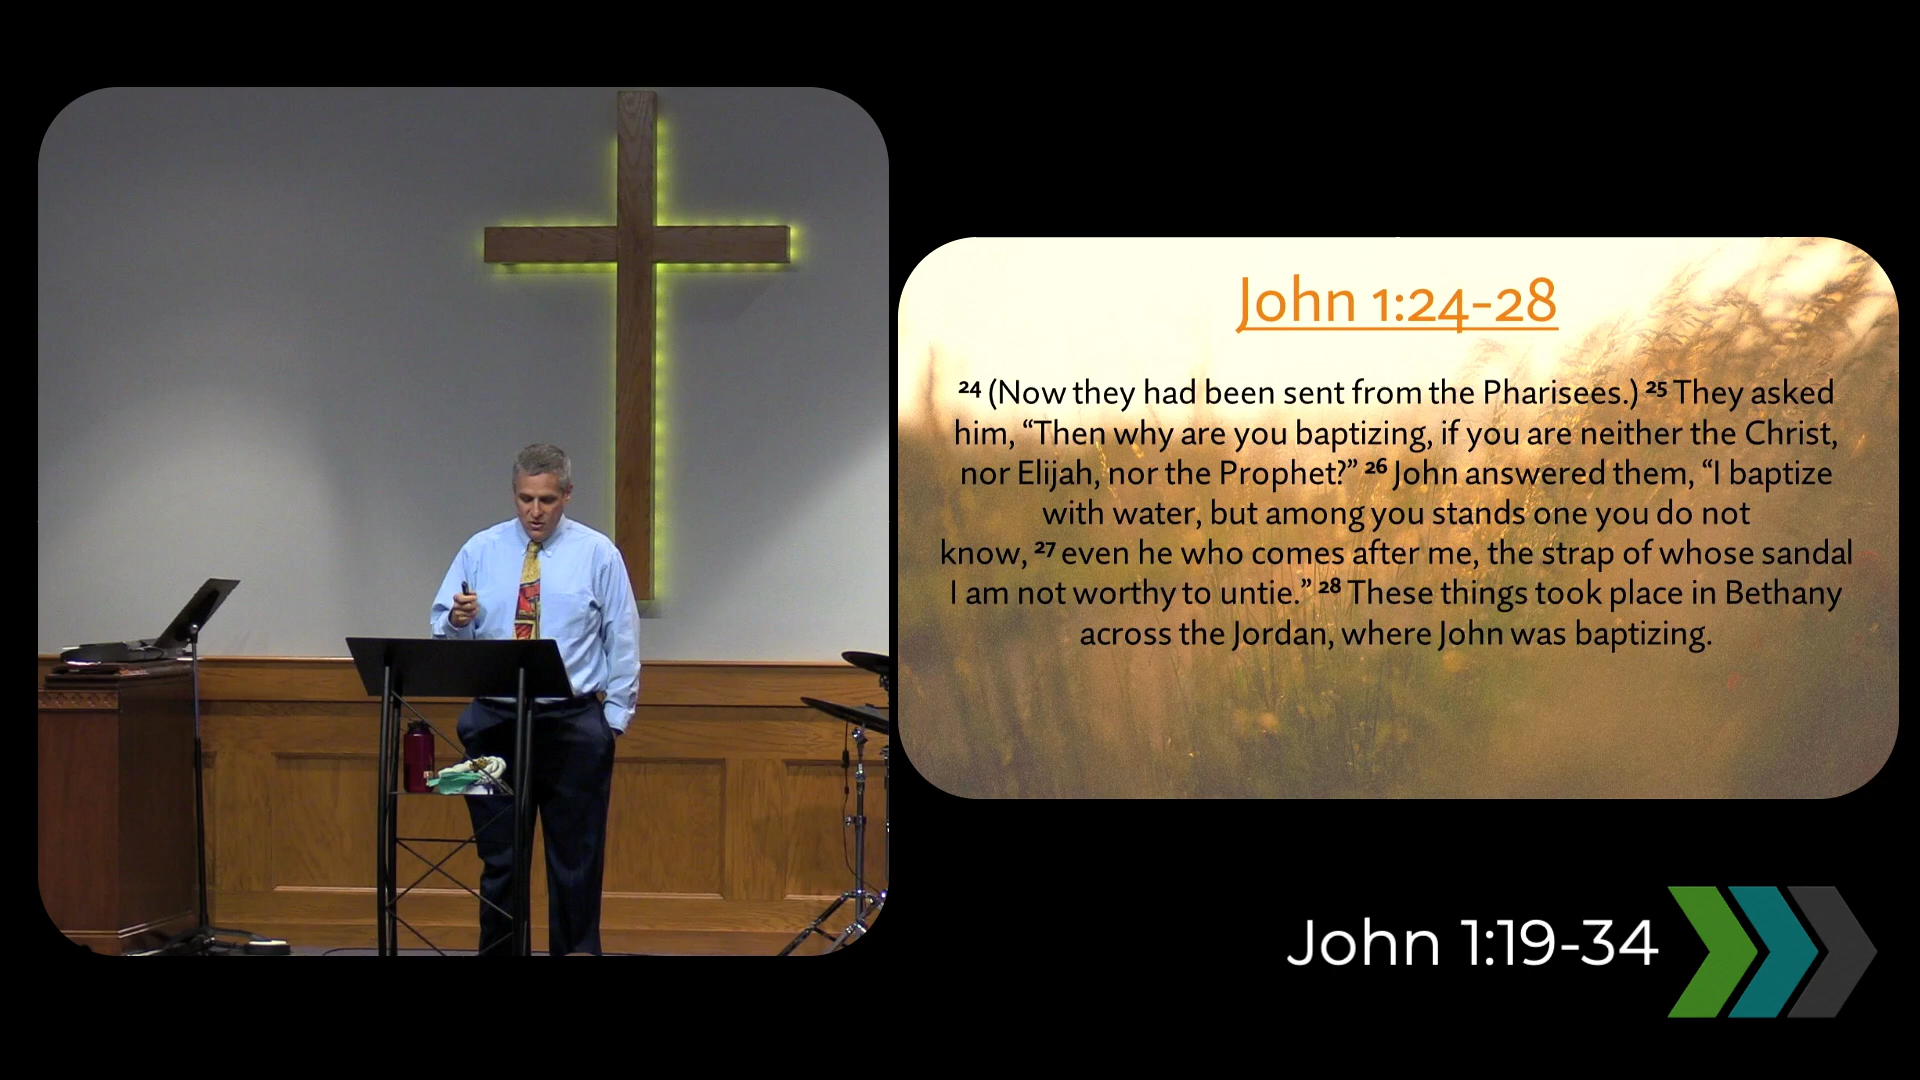 John 1:24-28
24 (Now they had been sent from the Pharisees.) 25 They asked
him, “Then why are you baptizing, if you are neither the Christ,
nor Elijah, nor the Prophet?” 26 John answered them, “I baptize
with water, but among you stands one you do not
know, 27 even he who comes after me, the strap of whose sandal
I am not worthy to untie.” 28 These things took place in Bethany
across the Jordan, where John was baptizing.
John 1:19-34